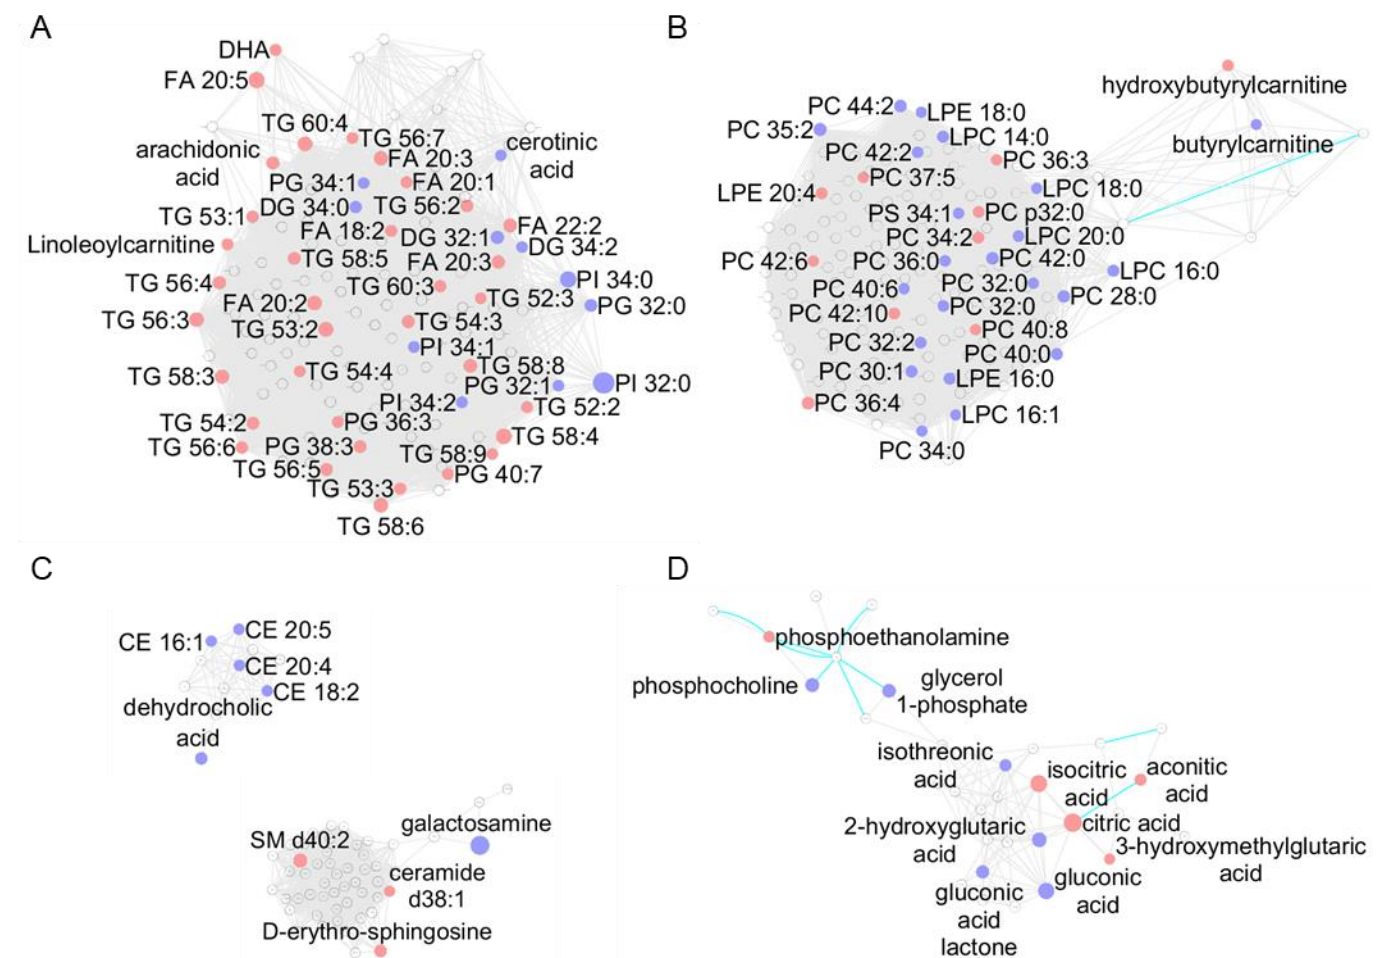 A
DHA
FA 20:5
TG 60:4
TG 56:7
arachidonic
acid
FA 20:3
cerotinic
acid
PG 34:1
FA 20:1
DG 34:0
TG 56:2
TG 53:1
FA 18:2
DG 32:1
FA 22:2
Linoleoylcarnitine
DG 34:2
TG 58:5
FA 20:3
TG 56:4
TG 60:3
PI 34:0
FA 20:2
TG 52:3
PG 32:0
TG 56:3
TG 53:2
TG 54:3
PI 34:1
TG 58:3
TG 54:4
TG 58:8
PG 32:1
PI 32:0
PI 34:2
TG 52:2
TG 54:2
PG 36:3
TG 58:4
TG 56:6
PG 38:3
TG 58:9
TG 56:5
PG 40:7
TG 53:3
TG 58:6
B
hydroxybutyrylcarnitine
PC 44:2
LPE 18:0
PC 35:2
LPC 14:0
butyrylcarnitine
PC 42:2
PC 36:3
PC 37:5
LPC 18:0
LPE 20:4
PS 34:1
PC p32:0
PC 34:2
LPC 20:0
PC 42:6
PC 36:0
PC 42:0
LPC 16:0
PC 40:6
PC 32:0
PC 28:0
PC 42:10
PC 32:0
PC 40:8
PC 32:2
PC 40:0
PC 30:1
LPE 16:0
PC 36:4
LPC 16:1
PC 34:0
C
CE 16:1
CE 20:5
CE 20:4
CE 18:2
dehydrocholic
acid
SM d40:2
galactosamine
ceramide
d38:1
D-erythro-sphingosine
D
phosphoethanolamine
phosphocholine
glycerol
1-phosphate
isothreonic
acid
isocitric
acid
aconitic
acid
2-hydroxyglutaric
acid
citric acid
3-hydroxymethylglutaric
acid
gluconic
acid
lactone
gluconic
acid